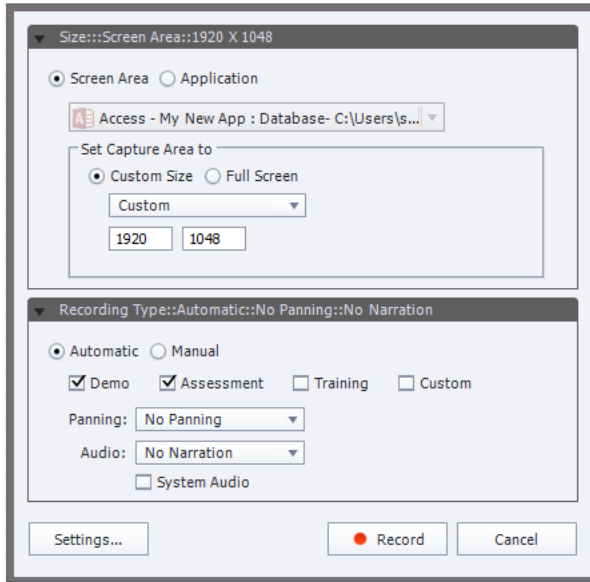 Size:::Screen Area::1920 X 1048
Screen Area Application
Access - My New App : Database- C:\Users\s...
Set Capture Area to
Custom Size Full Screen
Custom
1920 1048
Recording Type::Automatic::No Panning::No Narration
Automatic Manual
Demo Assessment Training Custom
Panning: No Panning
Audio: No Narration
System Audio
Settings... Record Cancel